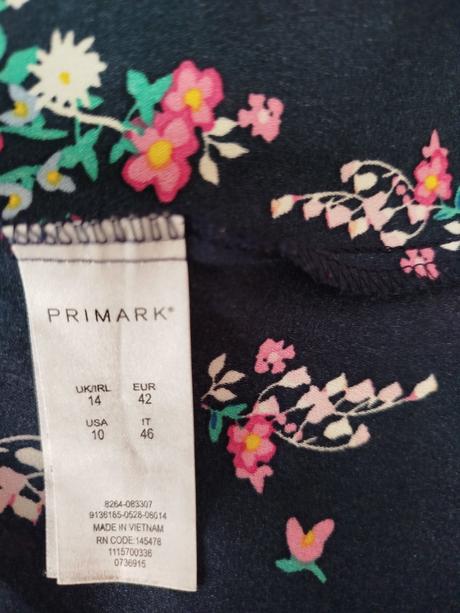 PRIMARK®
UK/IRL EUR
14 42
USA IT
10 46
8264-083307
9136185-0528-06014
MADE IN VIETNAM
RN CODE:145478
1115700336
0736915